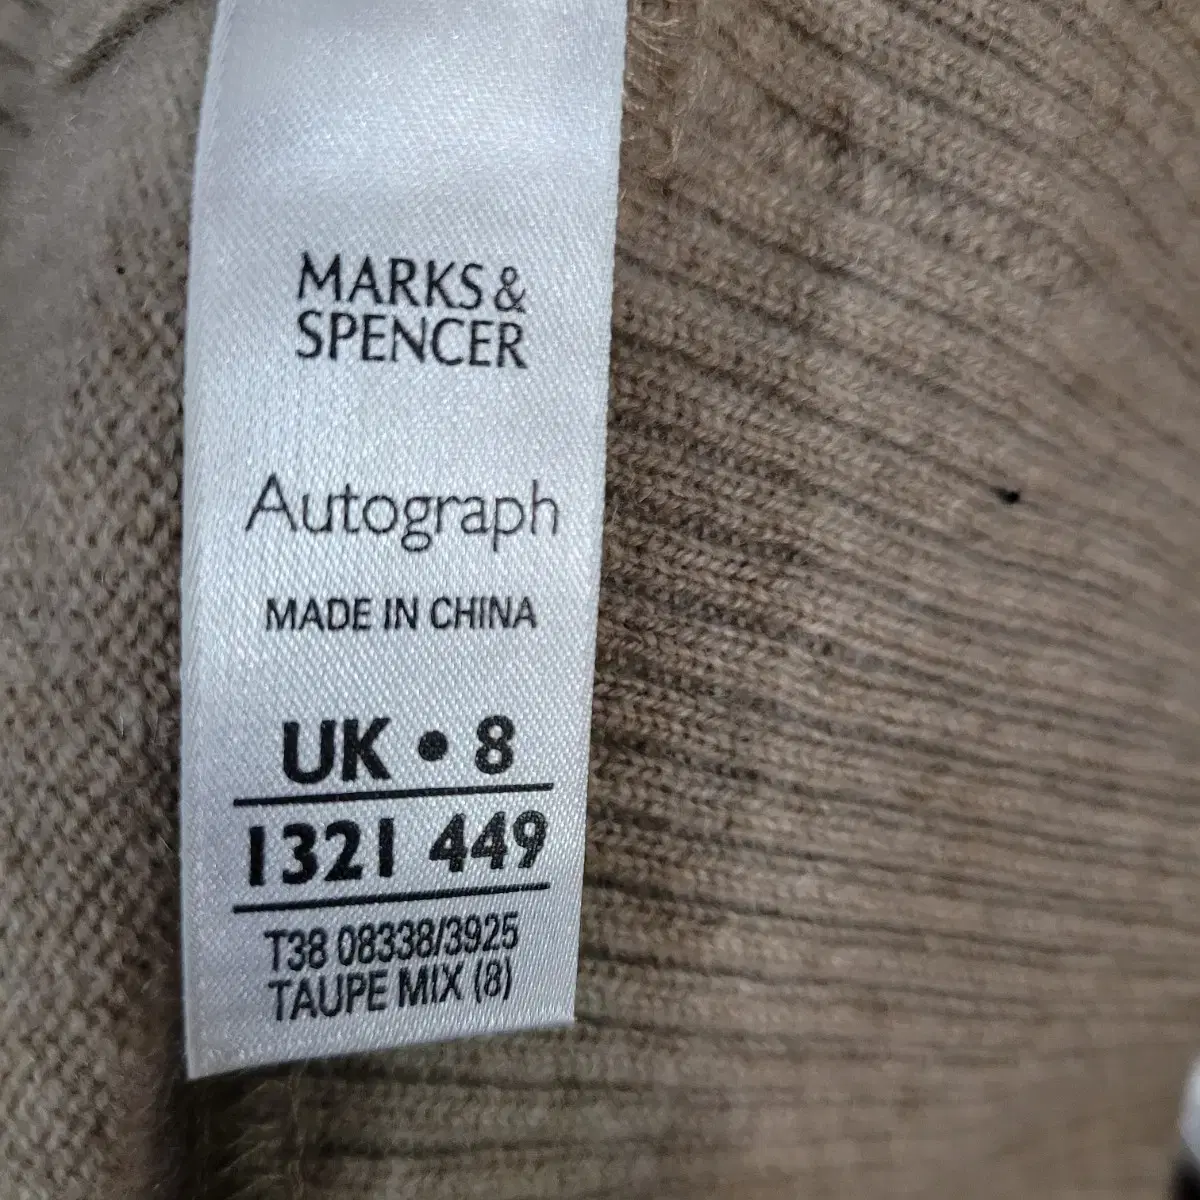 MARKS &
SPENCER
Autograph
MADE IN CHINA
UK • 8
1321 449
T38 08338/3925
TAUPE MIX (8)